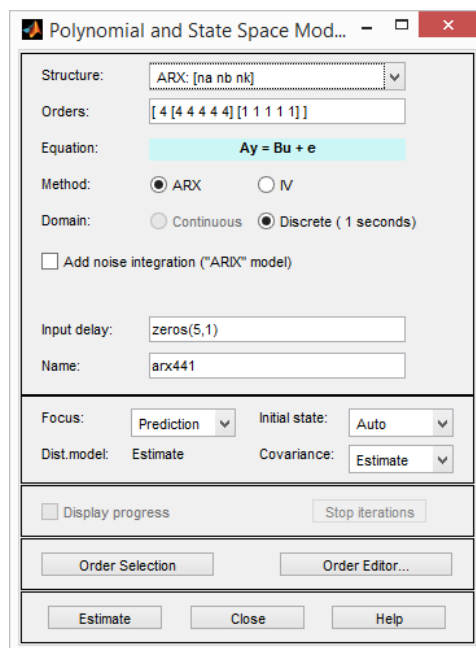 Polynomial and State Space Mod...
Structure: ARX: [na nb nk]
Orders: [ 4 [4 4 4 4 4] [1 1 1 1 1] ]
Equation: Ay = Bu + e
Method: ARX IV
Domain: Continuous Discrete ( 1 seconds)
Add noise integration ("ARIX" model)
Input delay: zeros(5,1)
Name: arx441
Focus: Prediction Initial state: Auto
Dist.model: Estimate Covariance: Estimate
Display progress Stop iterations
Order Selection Order Editor...
Estimate Close Help